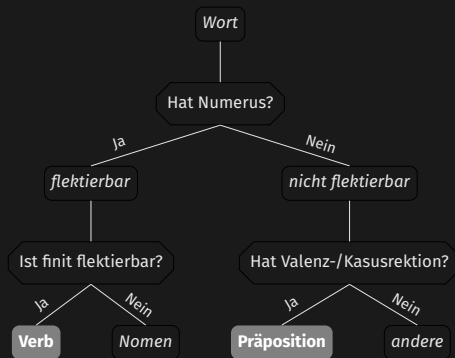 Wort
Hat Numerus?
Ja
Nein
flektierbar
nicht flektierbar
Ist finit flektierbar?
Hat Valenz-/Kasusrektion?
Ja
Nein
Ja
Nein
Verb
Nomen
Präposition
andere